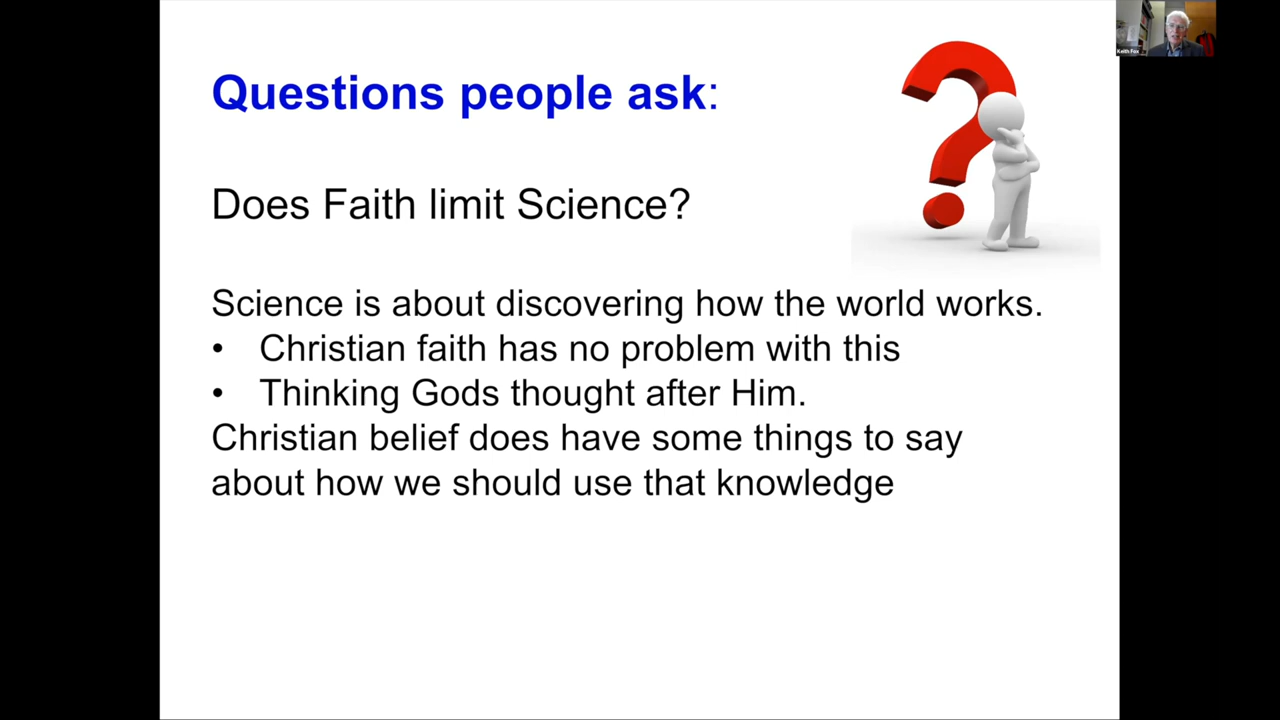 Keith Fox
Questions people ask:
Does Faith limit Science?
Science is about discovering how the world works.
• Christian faith has no problem with this
• Thinking Gods thought after Him.
Christian belief does have some things to say
about how we should use that knowledge